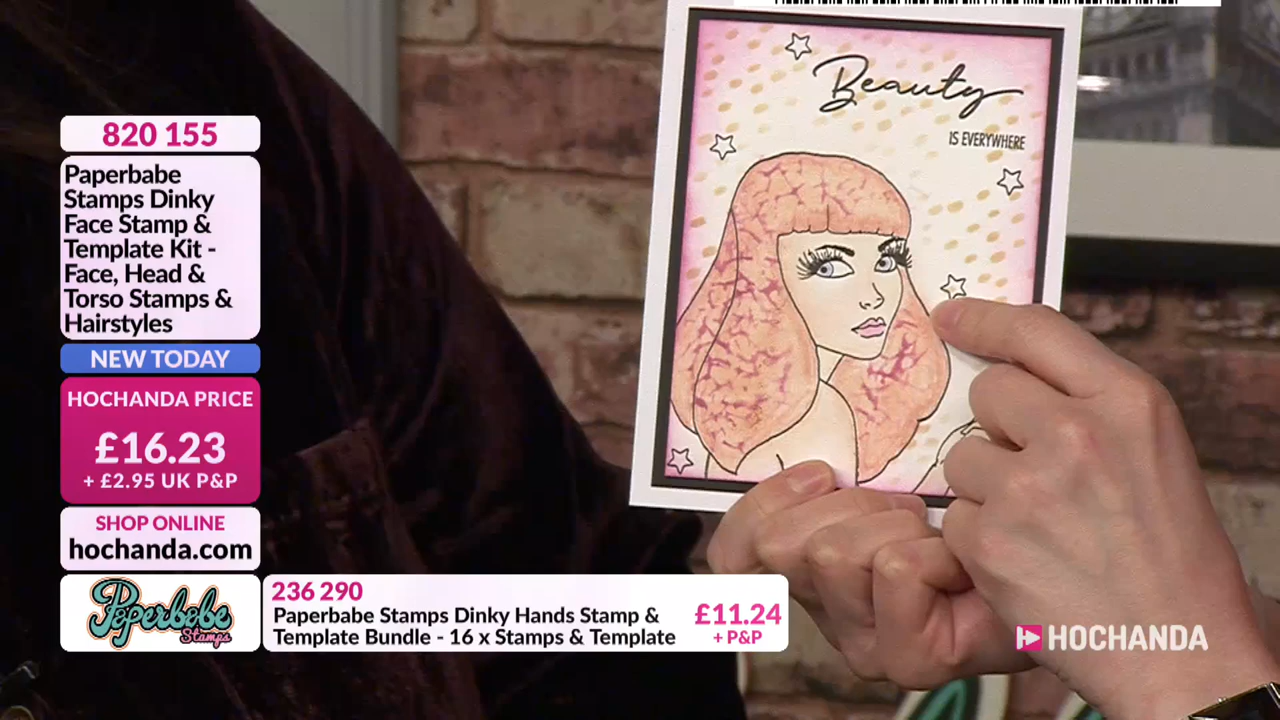 820 155
Paperbabe
Stamps Dinky
Face Stamp &
Template Kit -
Face, Head &
Torso Stamps &
Hairstyles
NEW TODAY
HOCHANDA PRICE
£16.23
+ £2.95 UK P&P
SHOP ONLINE
hochanda.com
Paperbabe
Stamps
236 290
Paperbabe Stamps Dinky Hands Stamp &
Template Bundle - 16 x Stamps & Template
£11.24
+ P&P
HOCHANDA
Beauty
IS EVERYWHERE